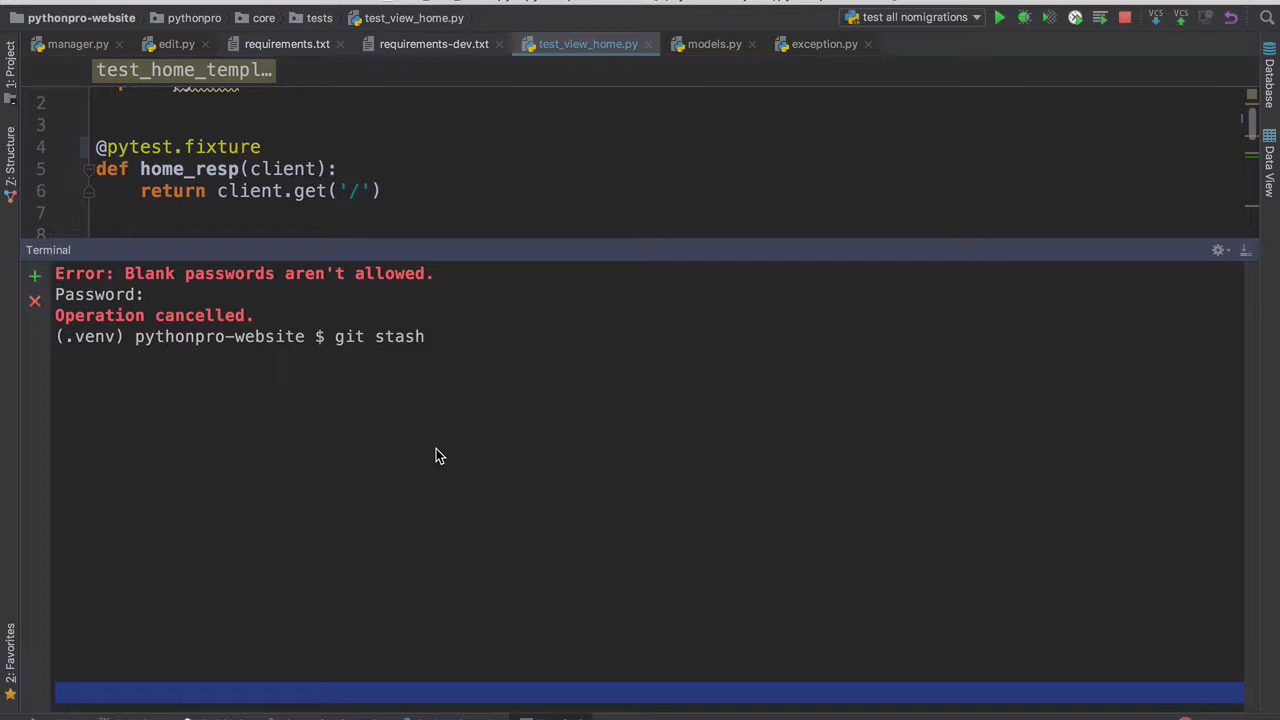 pythonpro-website pythonpro core tests test_view_home.py test all nomigrations VCS VCS
manager.py edit.py requirements.txt requirements-dev.txt test_view_home.py models.py exception.py
test_home_templ…
2
3
4 @pytest.fixture
5 def home_resp(client):
6 return client.get('/')
7
8
Terminal
Error: Blank passwords aren't allowed.
Password:
Operation cancelled.
(.venv) pythonpro-website $ git stash
1: Project
Z: Structure
2: Favorites
Database
Data View